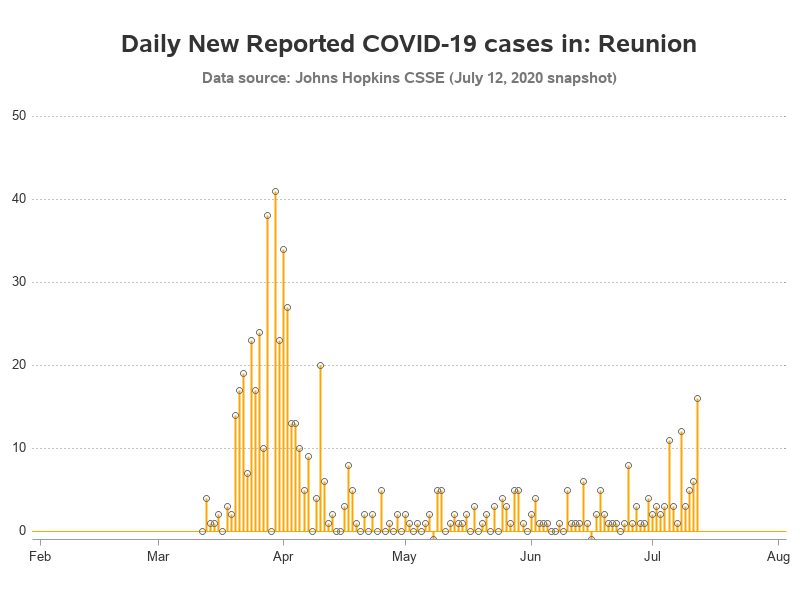 Daily New Reported COVID-19 cases in: Reunion
Data source: Johns Hopkins CSSE (July 12, 2020 snapshot)
50
40
30
20
10
0
Feb Mar Apr May Jun Jul Aug